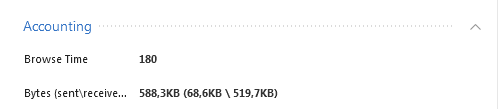 Accounting
Browse Time 180
Bytes (sent\receive... 588,3KB (68,6KB \ 519,7KB)